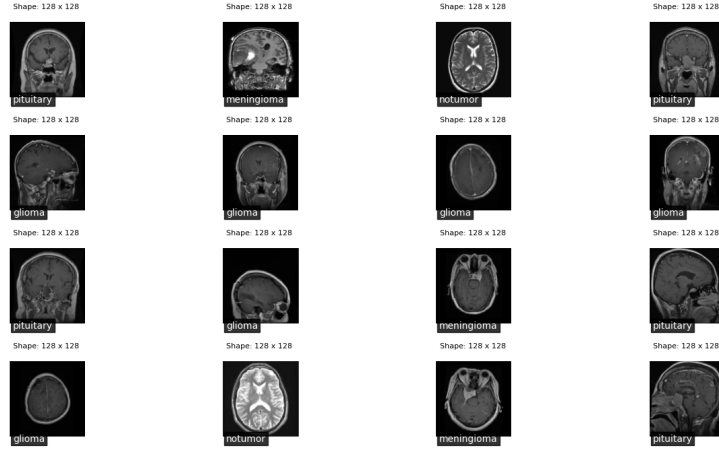 Shape: 128 x 128 Shape: 128 x 128 Shape: 128 x 128 Shape: 128 x 128
pituitary meningioma notumor pituitary
Shape: 128 x 128 Shape: 128 x 128 Shape: 128 x 128 Shape: 128 x 128
glioma glioma glioma glioma
Shape: 128 x 128 Shape: 128 x 128 Shape: 128 x 128 Shape: 128 x 128
pituitary glioma meningioma pituitary
Shape: 128 x 128 Shape: 128 x 128 Shape: 128 x 128 Shape: 128 x 128
glioma notumor meningioma pituitary